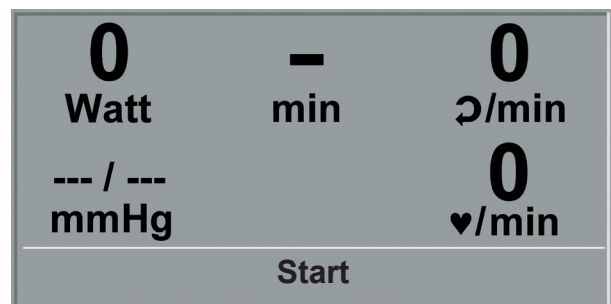 0 – 0
Watt min ⊋/min
--- / --- 0
mmHg ♥/min
Start